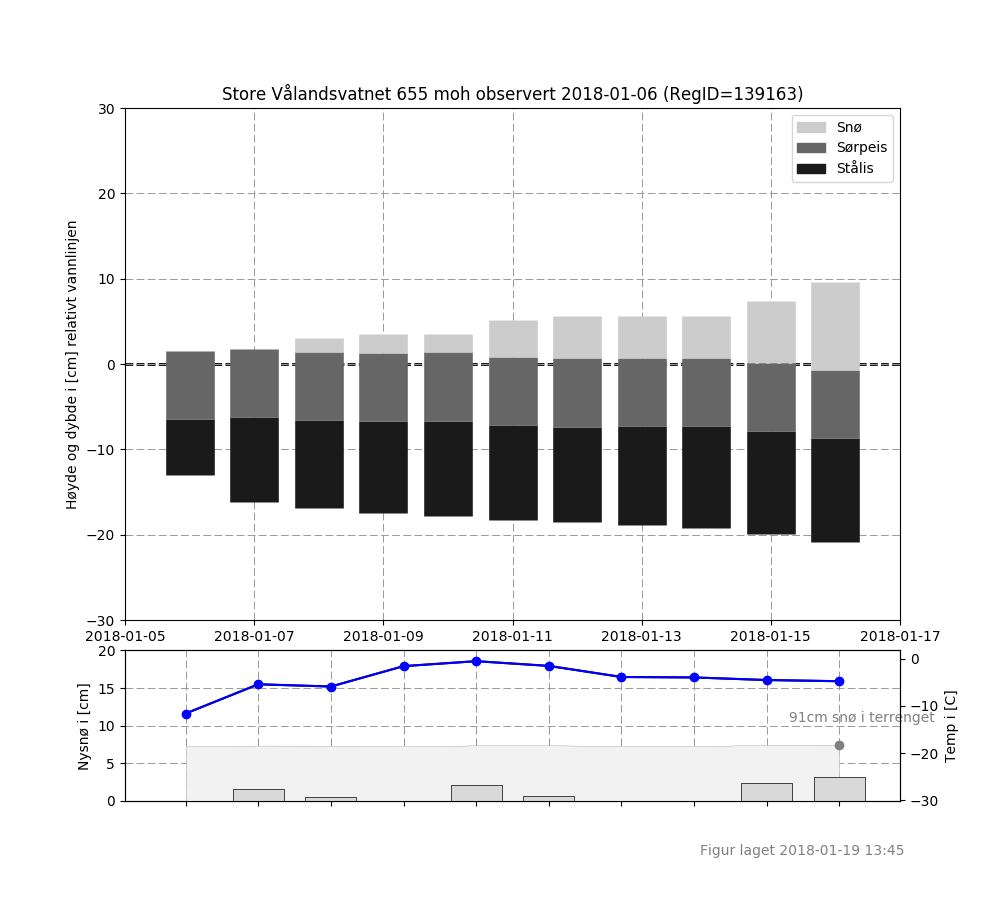 Store Vålandsvatnet 655 moh observert 2018-01-06 (RegID=139163)
Høyde og dybde i [cm] relativt vannlinjen
30
20
10
0
−10
−20
−30
Snø
Sørpeis
Stålis
2018-01-05 2018-01-07 2018-01-09 2018-01-11 2018-01-13 2018-01-15 2018-01-17
Nysnø i [cm]
20
15
10
5
0
91cm snø i terrenget
0
−10
−20
−30
Temp i [C]
Figur laget 2018-01-19 13:45